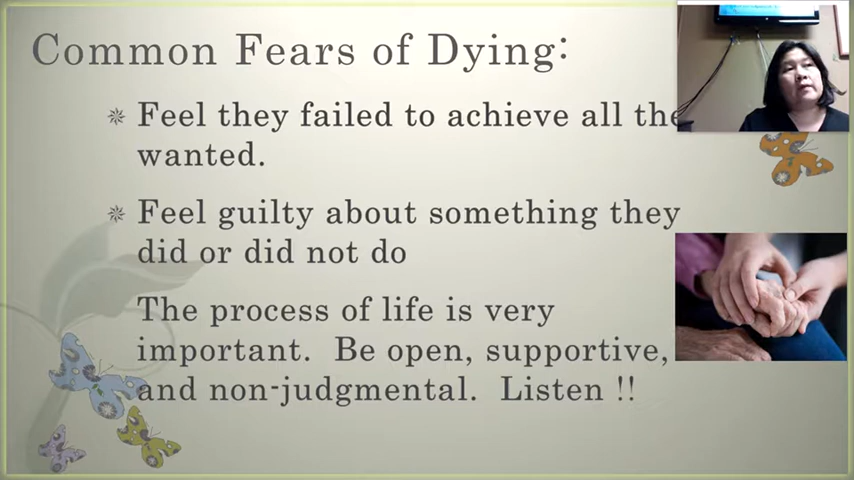 Common Fears of Dying:
Feel they failed to achieve all the
wanted.
Feel guilty about something they
did or did not do
The process of life is very
important. Be open, supportive,
and non-judgmental. Listen !!